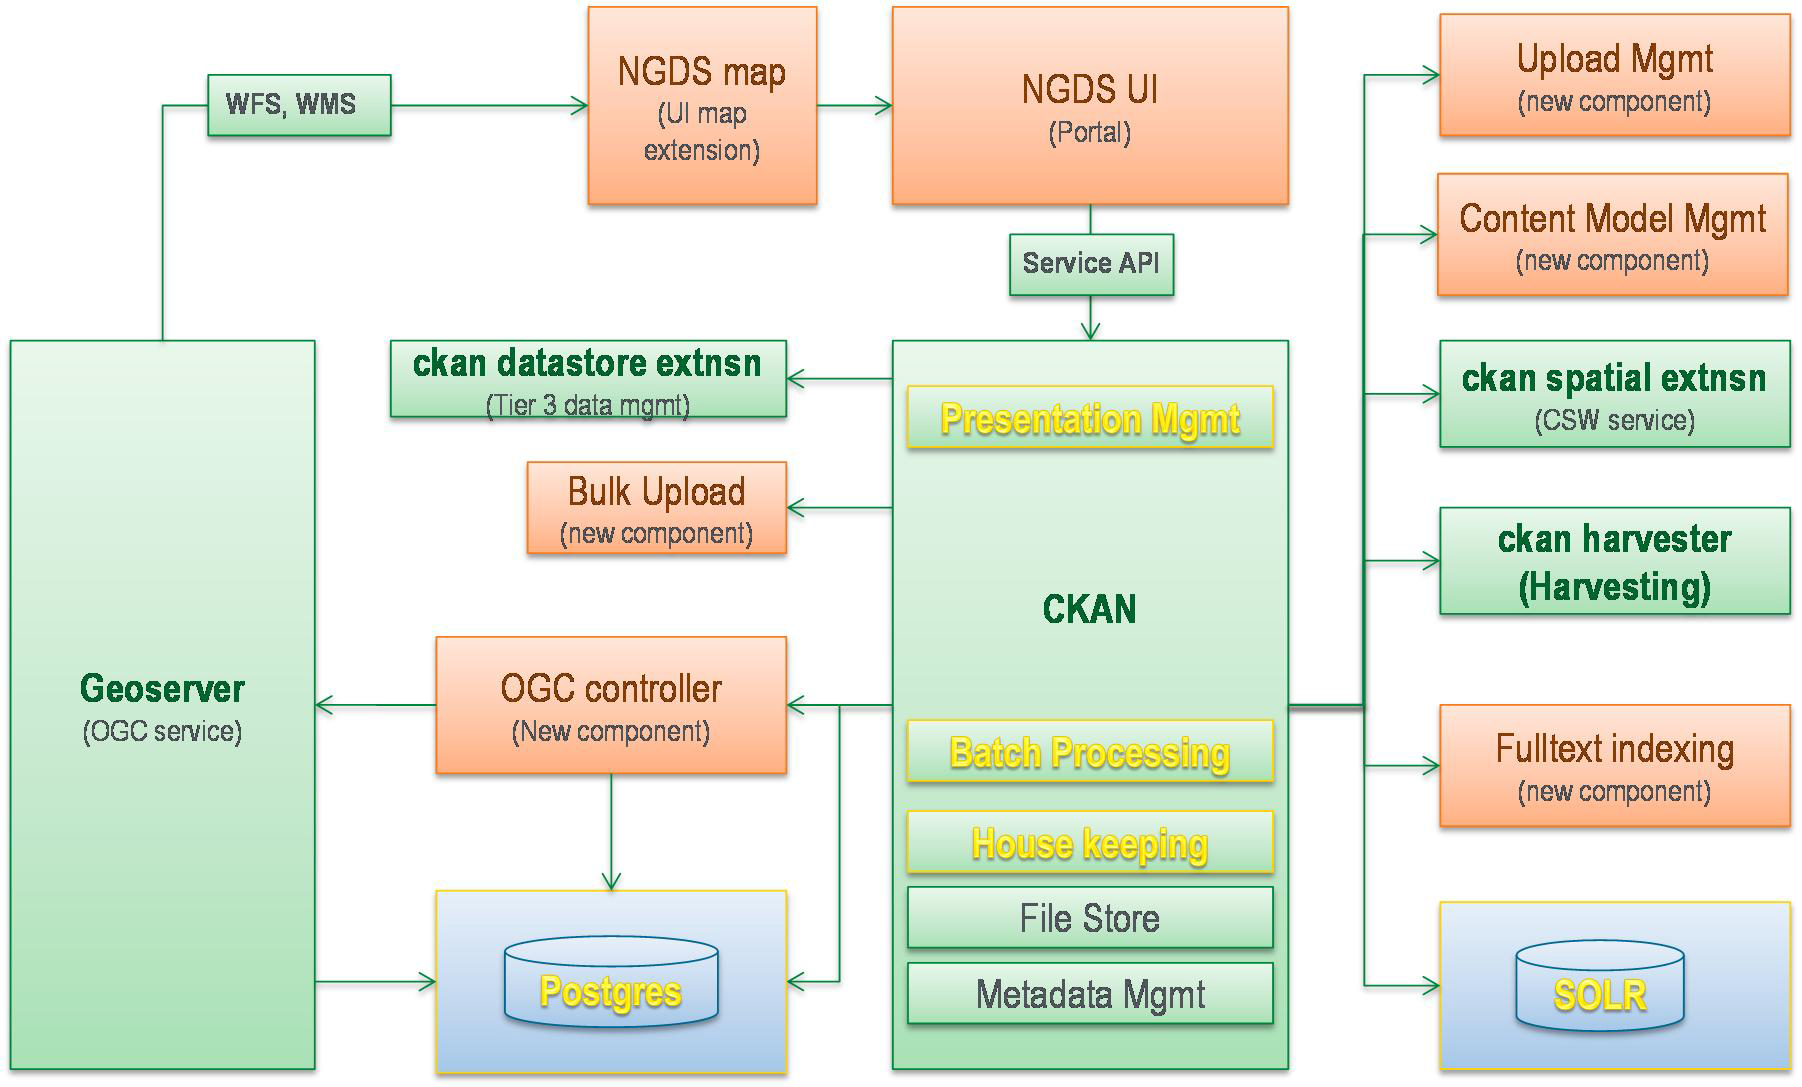 WFS, WMS
NGDS map
(UI map
extension)
NGDS UI
(Portal)
Service API
Upload Mgmt
(new component)
Content Model Mgmt
(new component)
ckan spatial extnsn
(CSW service)
ckan harvester
(Harvesting)
Fulltext indexing
(new component)
SOLR
ckan datastore extnsn
(Tier 3 data mgmt)
Bulk Upload
(new component)
OGC controller
(New component)
Geoserver
(OGC service)
Postgres
Presentation Mgmt
CKAN
Batch Processing
House keeping
File Store
Metadata Mgmt